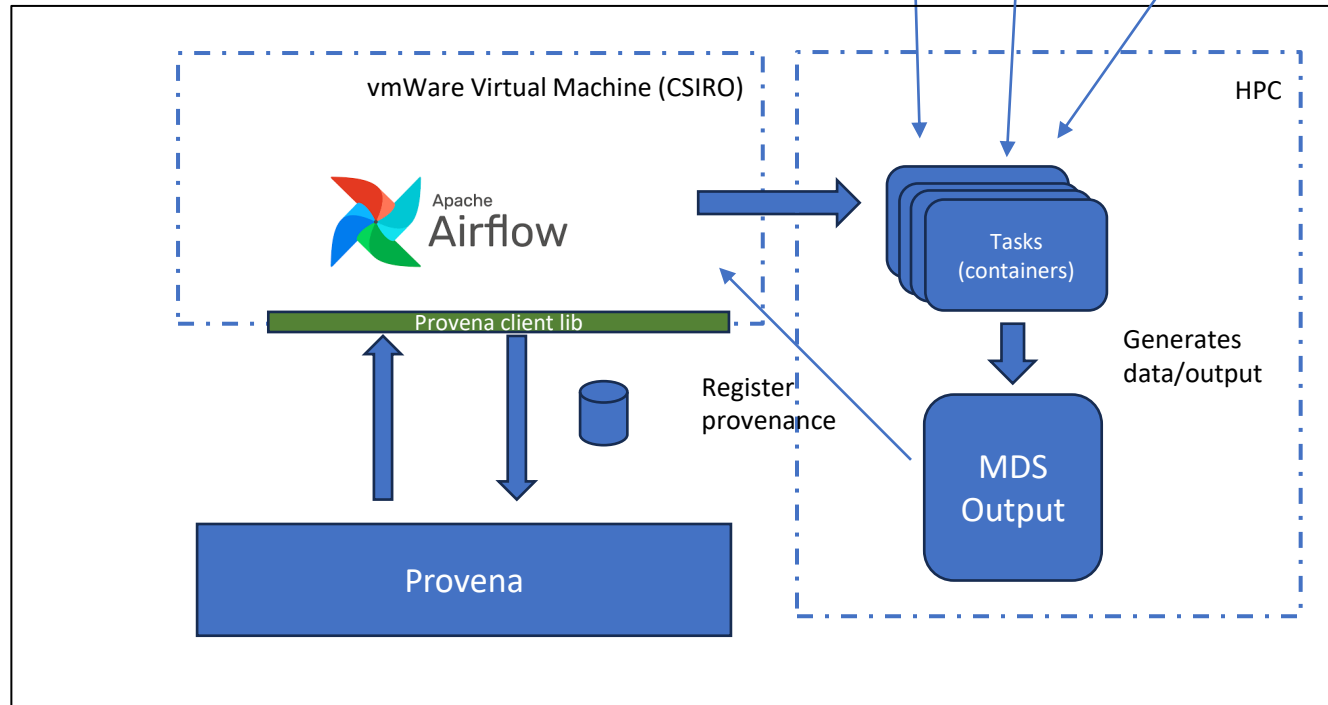 vmWare Virtual Machine (CSIRO)
HPC
Apache
Airflow
Tasks
(containers)
Provena client lib
Generates
data/output
Register
provenance
MDS
Output
Provena